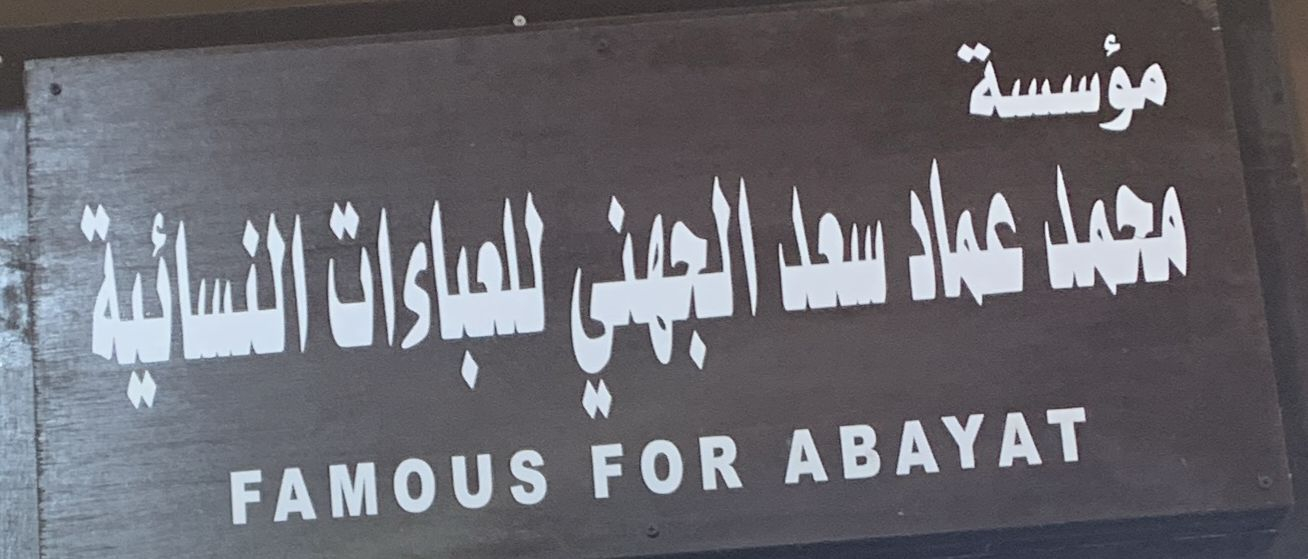 مؤسسة
محمد عماد سعد الجهني للعباءات النسائية
FAMOUS FOR ABAYAT